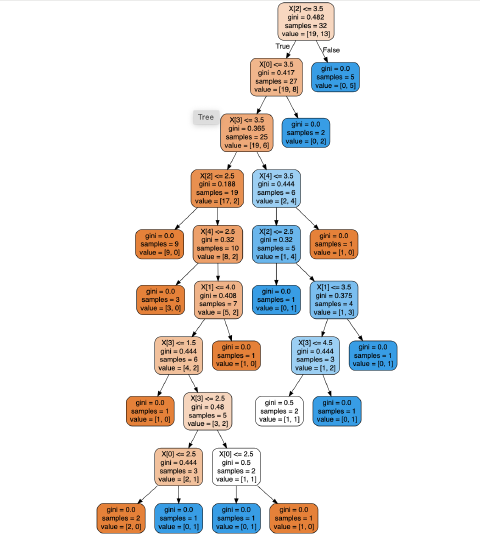 X[2] <= 3.5
gini = 0.482
samples = 32
value = [19, 13]
True
False
X[0] <= 3.5
gini = 0.417
samples = 27
value = [19, 8]
gini = 0.0
samples = 5
value = [0, 5]
Tree
X[3] <= 3.5
gini = 0.365
samples = 25
value = [19, 6]
gini = 0.0
samples = 2
value = [0, 2]
X[2] <= 2.5
gini = 0.188
samples = 19
value = [17, 2]
X[4] <= 3.5
gini = 0.444
samples = 6
value = [2, 4]
gini = 0.0
samples = 9
value = [9, 0]
X[4] <= 2.5
gini = 0.32
samples = 10
value = [8, 2]
X[2] <= 2.5
gini = 0.32
samples = 5
value = [1, 4]
gini = 0.0
samples = 1
value = [1, 0]
gini = 0.0
samples = 3
value = [3, 0]
X[1] <= 4.0
gini = 0.408
samples = 7
value = [5, 2]
gini = 0.0
samples = 1
value = [0, 1]
X[1] <= 3.5
gini = 0.375
samples = 4
value = [1, 3]
X[3] <= 1.5
gini = 0.444
samples = 6
value = [4, 2]
gini = 0.0
samples = 1
value = [1, 0]
X[3] <= 4.5
gini = 0.444
samples = 3
value = [1, 2]
gini = 0.0
samples = 1
value = [0, 1]
gini = 0.0
samples = 1
value = [1, 0]
X[3] <= 2.5
gini = 0.48
samples = 5
value = [3, 2]
gini = 0.5
samples = 2
value = [1, 1]
gini = 0.0
samples = 1
value = [0, 1]
X[0] <= 2.5
gini = 0.444
samples = 3
value = [2, 1]
X[0] <= 2.5
gini = 0.5
samples = 2
value = [1, 1]
gini = 0.0
samples = 2
value = [2, 0]
gini = 0.0
samples = 1
value = [0, 1]
gini = 0.0
samples = 1
value = [0, 1]
gini = 0.0
samples = 1
value = [1, 0]